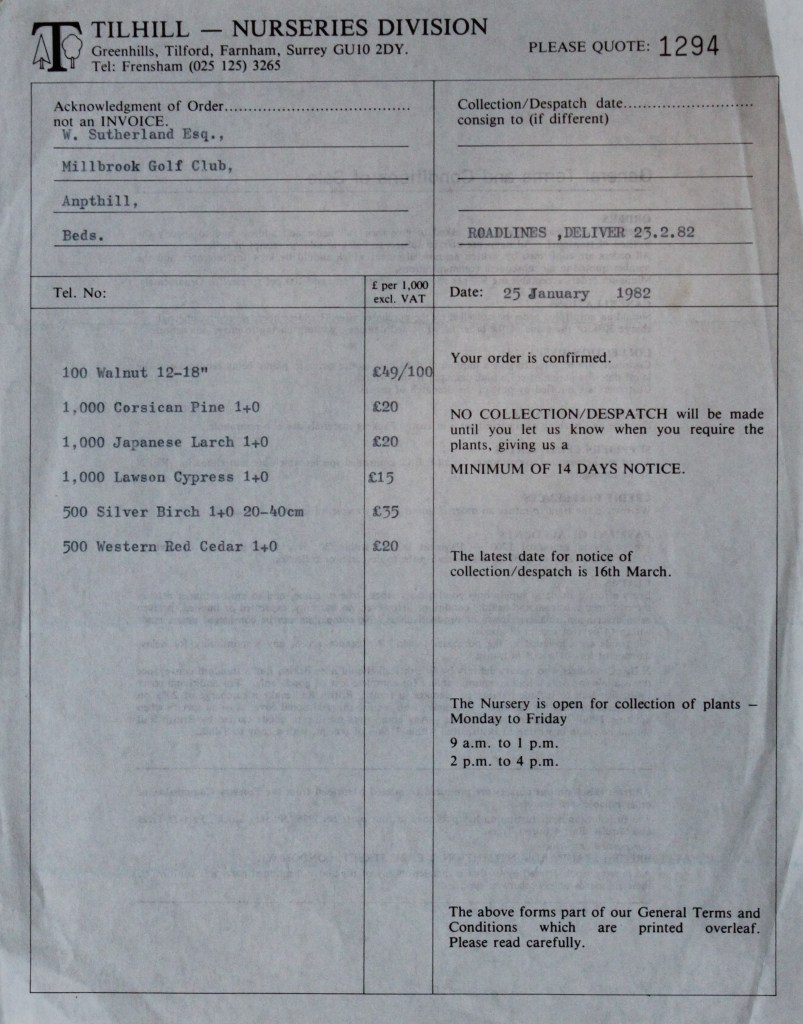 TILHILL — NURSERIES DIVISION
Greenhills, Tilford, Farnham, Surrey GU10 2DY.
Tel: Frensham (025 125) 3265
PLEASE QUOTE: 1294
Acknowledgment of Order....................................
not an INVOICE.
W. Sutherland Esq.,
Millbrook Golf Club,
Anpthill,
Beds.
Collection/Despatch date.........................
consign to (if different)
ROADLINES ,DELIVER 23.2.82
Tel. No:
£ per 1,000
excl. VAT
Date: 25 January 1982
100 Walnut 12-18" £49/100
1,000 Corsican Pine 1+0 £20
1,000 Japanese Larch 1+0 £20
1,000 Lawson Cypress 1+0 £15
500 Silver Birch 1+0 20-40cm £35
500 Western Red Cedar 1+0 £20
Your order is confirmed.
NO COLLECTION/DESPATCH will be made
until you let us know when you require the
plants, giving us a
MINIMUM OF 14 DAYS NOTICE.
The latest date for notice of
collection/despatch is 16th March.
The Nursery is open for collection of plants —
Monday to Friday
9 a.m. to 1 p.m.
2 p.m. to 4 p.m.
The above forms part of our General Terms and
Conditions which are printed overleaf.
Please read carefully.